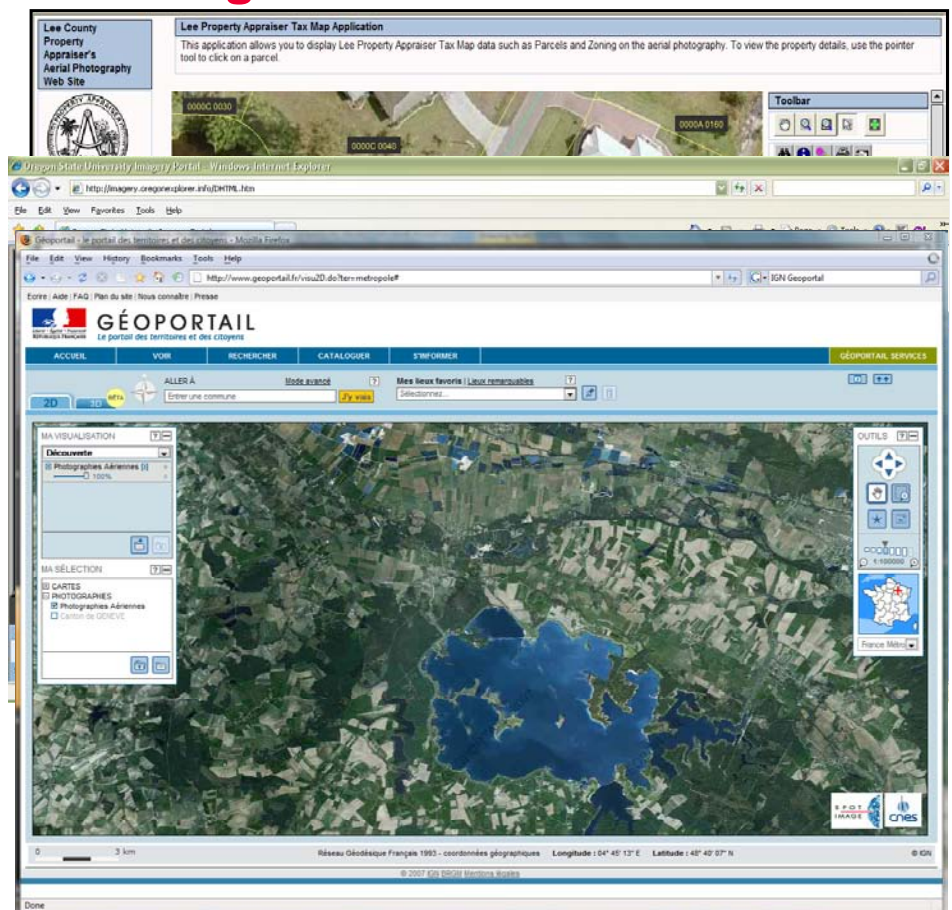 Lee County
Property
Appraiser's
Aerial Photography
Web Site
Lee Property Appraiser Tax Map Application
This application allows you to display Lee Property Appraiser Tax Map data such as Parcels and Zoning on the aerial photography. To view the property details, use the pointer
tool to click on a parcel.
0000C 0030
0000C 0040
0000A 0160
Toolbar
Oregon State University Imagery Portal - Windows Internet Explorer
http://imagery.oregonexplorer.info/DHTML.htm
File Edit View Favorites Tools Help
Géoportail - le portail des territoires et des citoyens - Mozilla Firefox
File Edit View History Bookmarks Tools Help
http://www.geoportail.fr/visu2D.do?ter=metropole#
IGN Geoportal
Ecrire | Aide | FAQ | Plan du site | Nous connaître | Presse
GÉOPORTAIL
Le portail des territoires et des citoyens
ACCUEIL VOIR RECHERCHER CATALOGUER S'INFORMER GÉOPORTAIL SERVICES
2D 3D BÊTA
ALLER À Mode avancé ?
Entrer une commune J'y vais
Mes lieux favoris | Lieux remarquables ?
Sélectionnez...
MA VISUALISATION ?
Découverte
Photographies Aériennes [i]
100%
MA SÉLECTION ?
CARTES
PHOTOGRAPHIES
Photographies Aériennes
Canton de GENEVE
OUTILS ?
1:100000
France Métro
SPOT
IMAGE
cnes
0 3 km
Réseau Géodésique Français 1993 - coordonnées géographiques Longitude : 04° 45' 13" E Latitude : 48° 40' 07" N © IGN
© 2007 IGN BRGM Mentions légales
Done